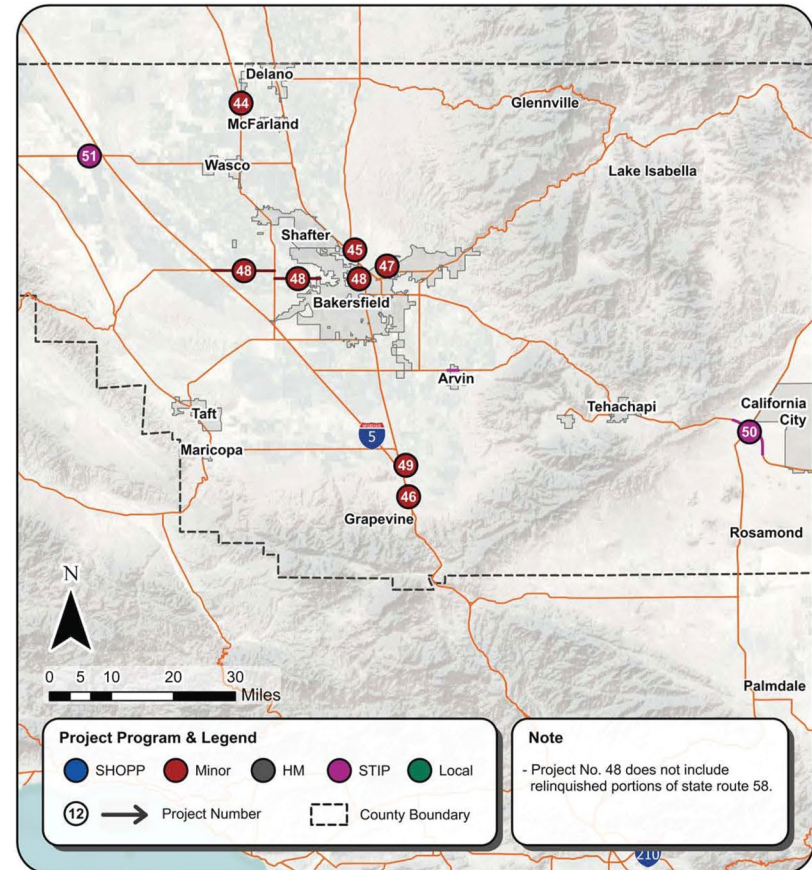 Delano
44
McFarland
Glennville
51
Wasco
Lake Isabella
Shafter
45
47
48
48
48
Bakersfield
Arvin
Taft
Tehachapi
California
City
5
50
Maricopa
49
46
Grapevine
Rosamond
N
0 5 10 20 30
Miles
Palmdale
Project Program & Legend
SHOPP Minor HM STIP Local
12 Project Number County Boundary
Note
- Project No. 48 does not include
relinquished portions of state route 58.
210